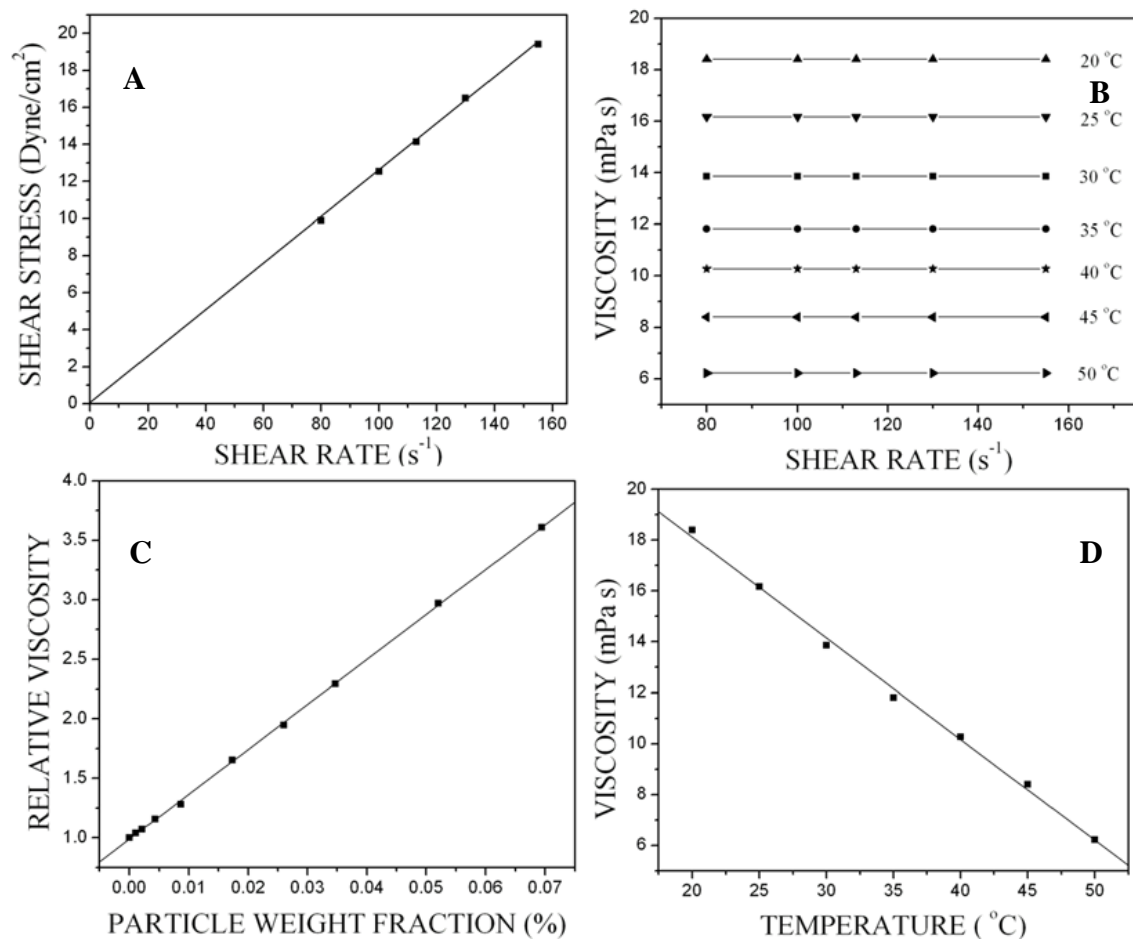 A
SHEAR STRESS (Dyne/cm²)
20
18
16
14
12
10
8
6
4
2
0
0 20 40 60 80 100 120 140 160
SHEAR RATE (s⁻¹)
B
VISCOSITY (mPa s)
20
18
16
14
12
10
8
6
20 °C
25 °C
30 °C
35 °C
40 °C
45 °C
50 °C
80 100 120 140 160
SHEAR RATE (s⁻¹)
C
RELATIVE VISCOSITY
4.0
3.5
3.0
2.5
2.0
1.5
1.0
0.00 0.01 0.02 0.03 0.04 0.05 0.06 0.07
PARTICLE WEIGHT FRACTION (%)
D
VISCOSITY (mPa s)
20
18
16
14
12
10
8
6
20 25 30 35 40 45 50
TEMPERATURE ( °C)